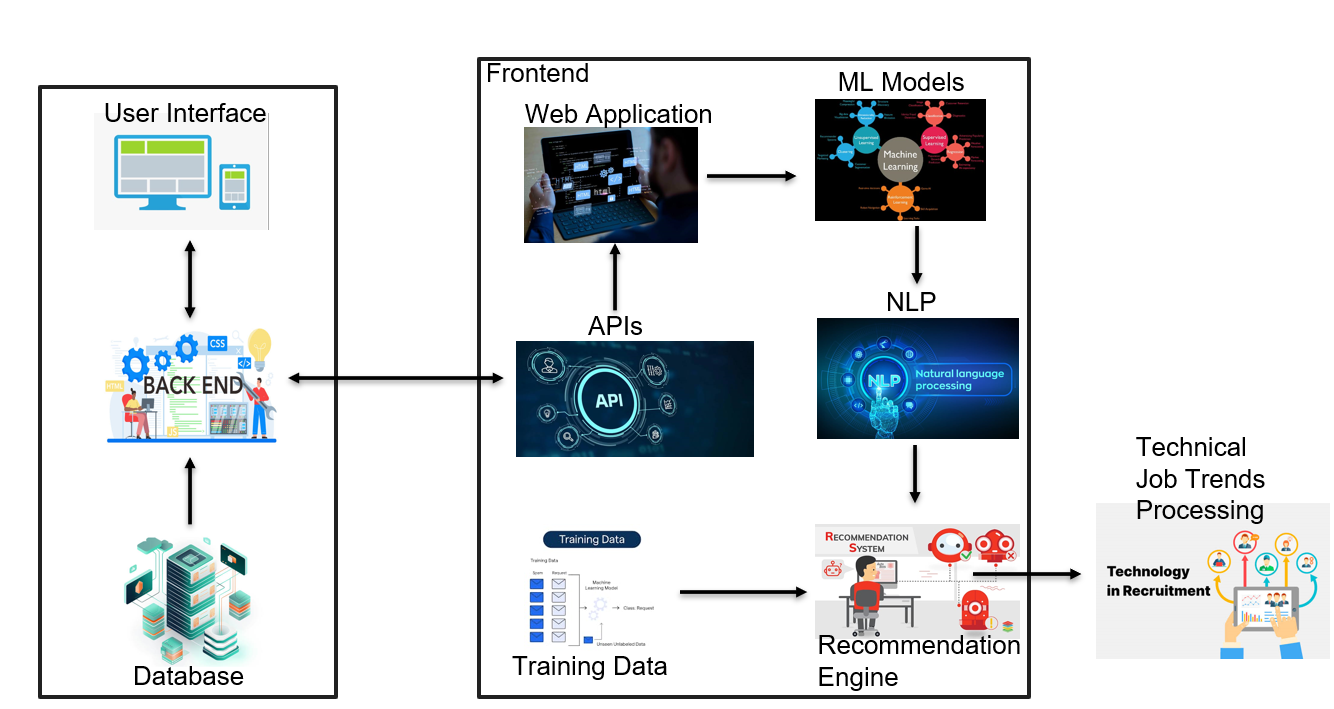 Frontend
User Interface
Web Application
ML Models
Machine
Learning
Unsupervised
Learning
Supervised
Learning
Reinforcement
Learning
HTML
APIs
API
NLP
NLP
Natural language
processing
CSS
</>
HTML
BACK END
JS
Database
Training Data
Training Data
Spam
Request
Machine
Learning Model
Class. Request
Unseen Unlabeled Data
Training Data
RECOMMENDATION
SYSTEM
Recommendation
Engine
Technical
Job Trends
Processing
Technology
in Recruitment